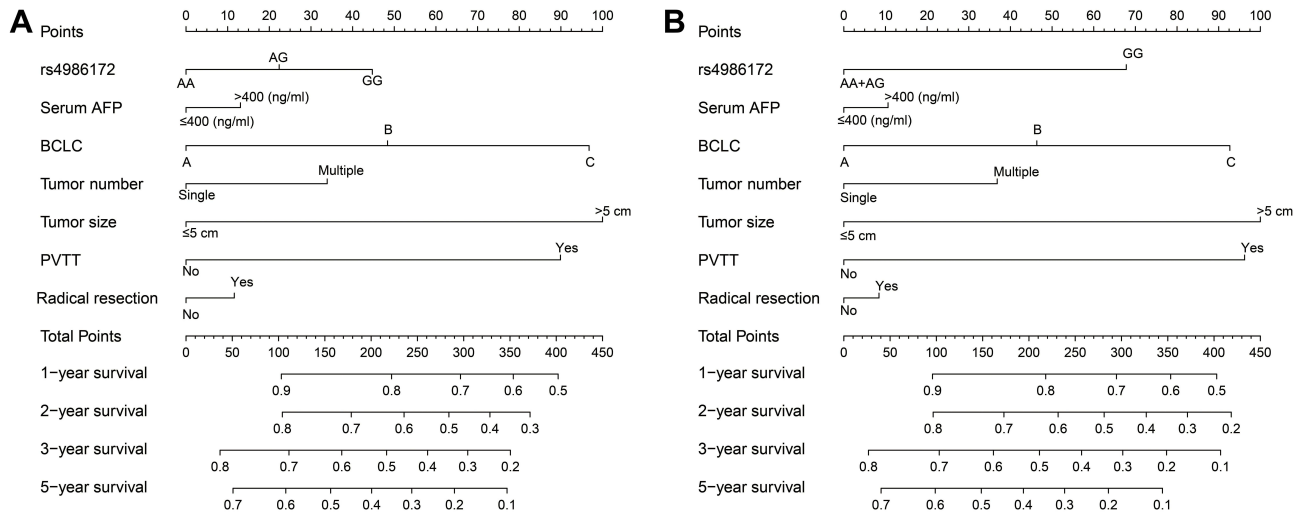 A
Points 0 10 20 30 40 50 60 70 80 90 100
rs4986172 AA AG GG
Serum AFP ≤400 (ng/ml) >400 (ng/ml)
BCLC A B C
Tumor number Single Multiple
Tumor size ≤5 cm >5 cm
PVTT No Yes
Radical resection No Yes
Total Points 0 50 100 150 200 250 300 350 400 450
1−year survival 0.9 0.8 0.7 0.6 0.5
2−year survival 0.8 0.7 0.6 0.5 0.4 0.3
3−year survival 0.8 0.7 0.6 0.5 0.4 0.3 0.2
5−year survival 0.7 0.6 0.5 0.4 0.3 0.2 0.1
B
Points 0 10 20 30 40 50 60 70 80 90 100
rs4986172 AA+AG GG
Serum AFP ≤400 (ng/ml) >400 (ng/ml)
BCLC A B C
Tumor number Single Multiple
Tumor size ≤5 cm >5 cm
PVTT No Yes
Radical resection No Yes
Total Points 0 50 100 150 200 250 300 350 400 450
1−year survival 0.9 0.8 0.7 0.6 0.5
2−year survival 0.8 0.7 0.6 0.5 0.4 0.3 0.2
3−year survival 0.8 0.7 0.6 0.5 0.4 0.3 0.2 0.1
5−year survival 0.7 0.6 0.5 0.4 0.3 0.2 0.1